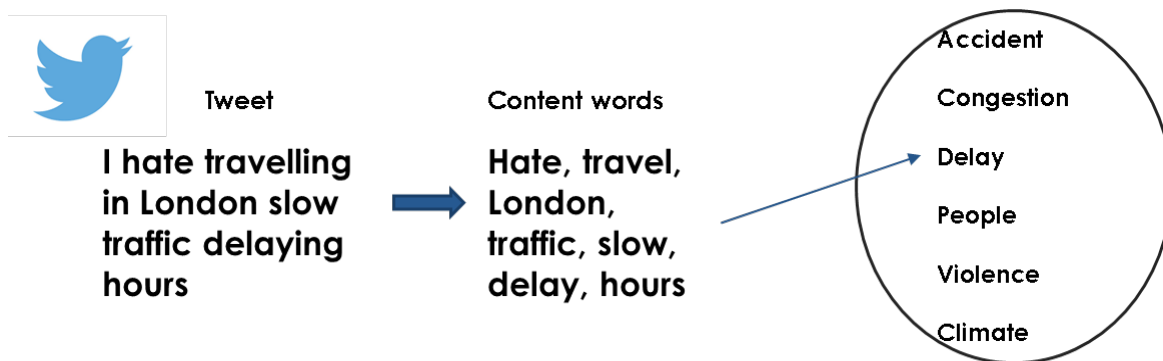 Tweet
I hate travelling
in London slow
traffic delaying
hours
Content words
Hate, travel,
London,
traffic, slow,
delay, hours
Accident
Congestion
Delay
People
Violence
Climate